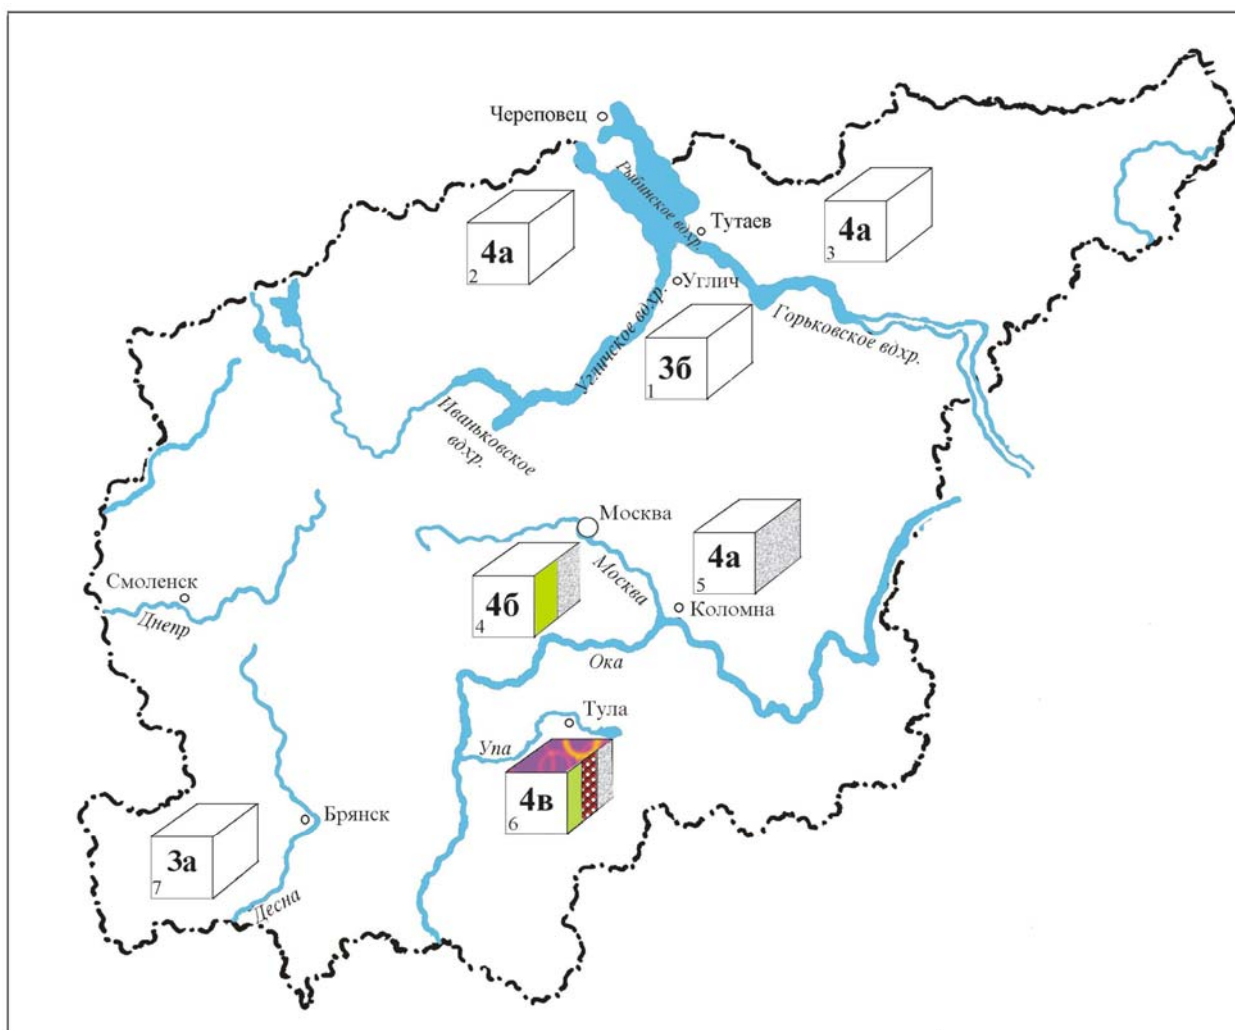 Череповец
Рыбинское вдхр.
4а
2
Тутаев
4а
3
Углич
Угличское вдхр.
Горьковское вдхр.
3б
1
Иваньковское
вдхр.
Москва
Москва
4а
5
Смоленск
Днепр
4б
4
Коломна
Ока
Тула
Упа
4в
6
Брянск
3а
7
Десна